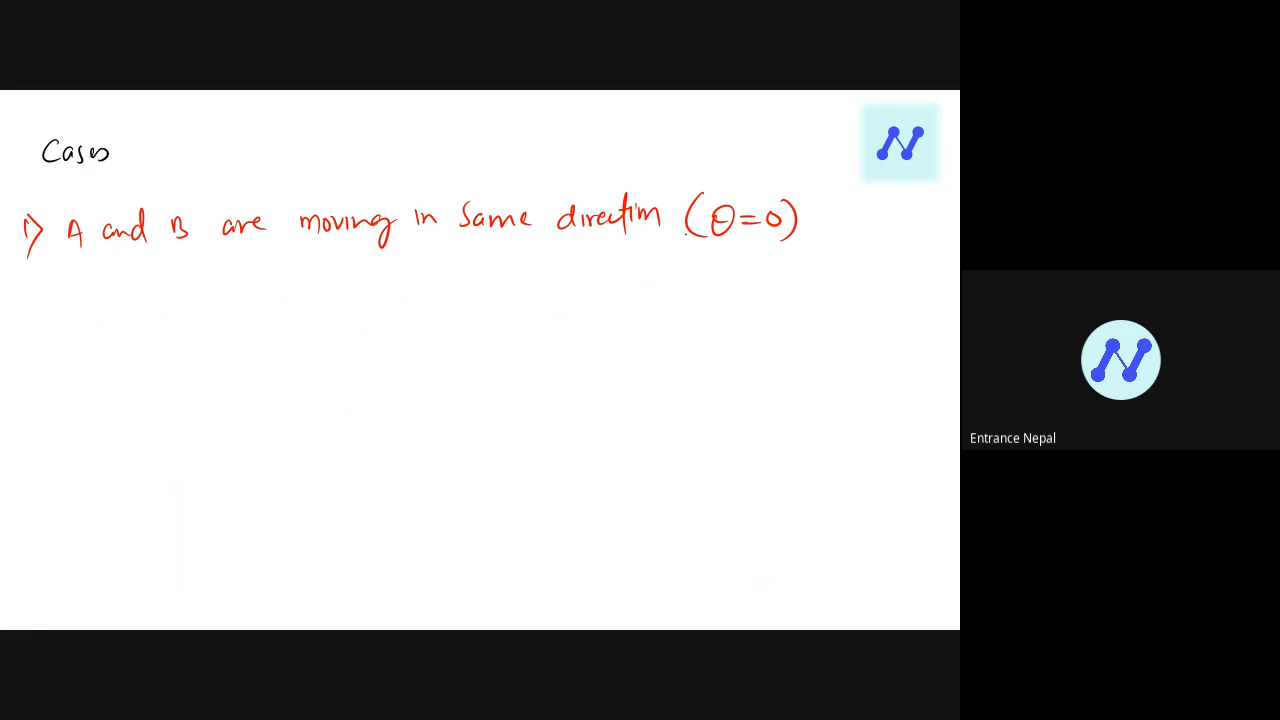 Cases
1) A and B are moving in same direction (θ=0)
Entrance Nepal